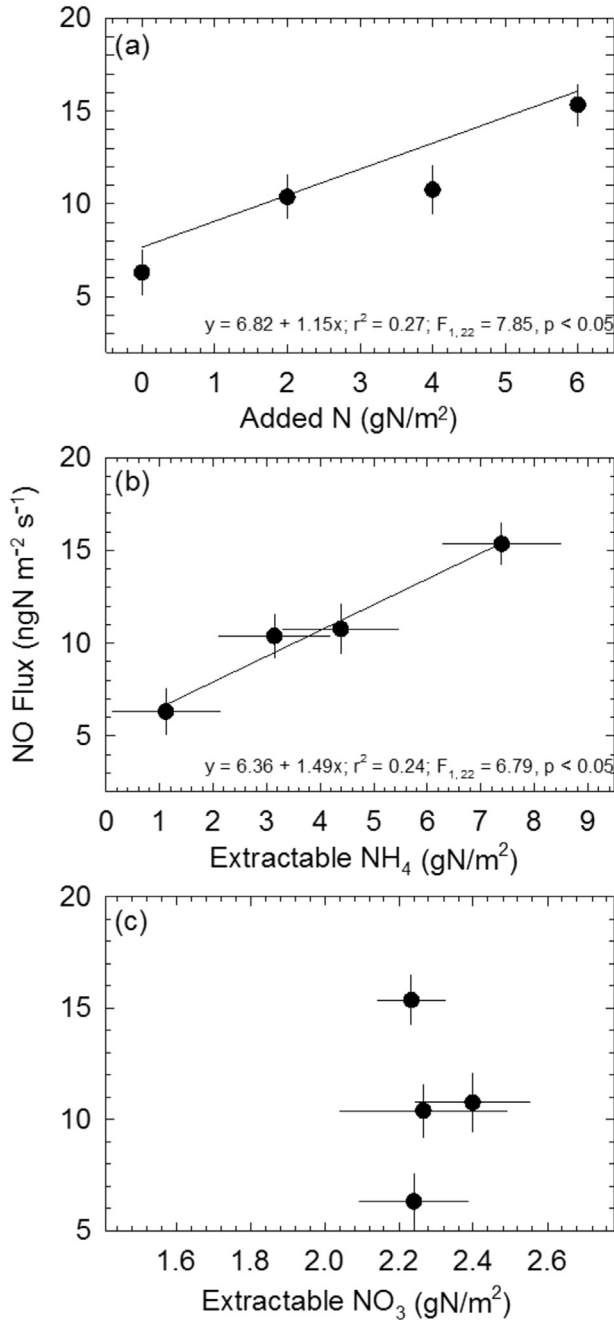 (a)
20
15
10
5
y = 6.82 + 1.15x; r² = 0.27; F₁,₂₂ = 7.85, p < 0.05
0 1 2 3 4 5 6
Added N (gN/m²)
(b)
20
15
10
5
NO Flux (ngN m⁻² s⁻¹)
y = 6.36 + 1.49x; r² = 0.24; F₁,₂₂ = 6.79, p < 0.05
0 1 2 3 4 5 6 7 8 9
Extractable NH₄ (gN/m²)
(c)
20
15
10
5
1.6 1.8 2.0 2.2 2.4 2.6
Extractable NO₃ (gN/m²)